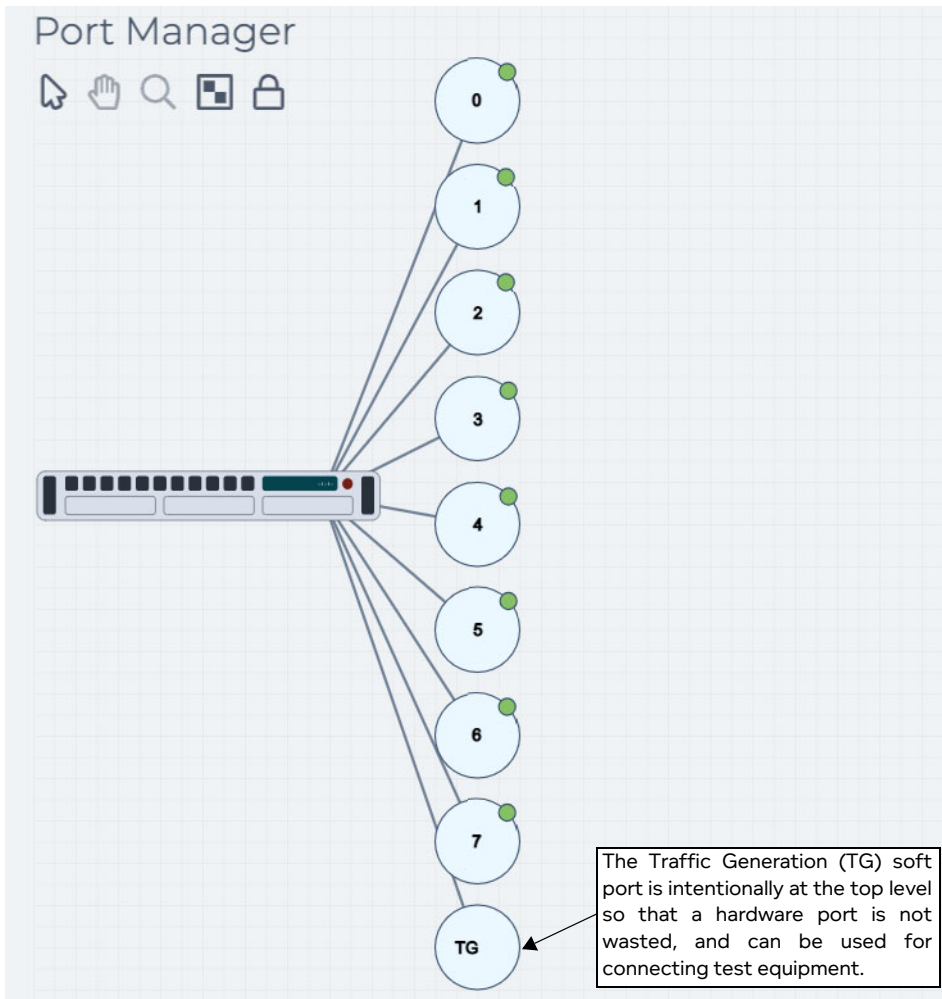 Port Manager
0
1
2
3
4
5
6
7
TG
The Traffic Generation (TG) soft
port is intentionally at the top level
so that a hardware port is not
wasted, and can be used for
connecting test equipment.